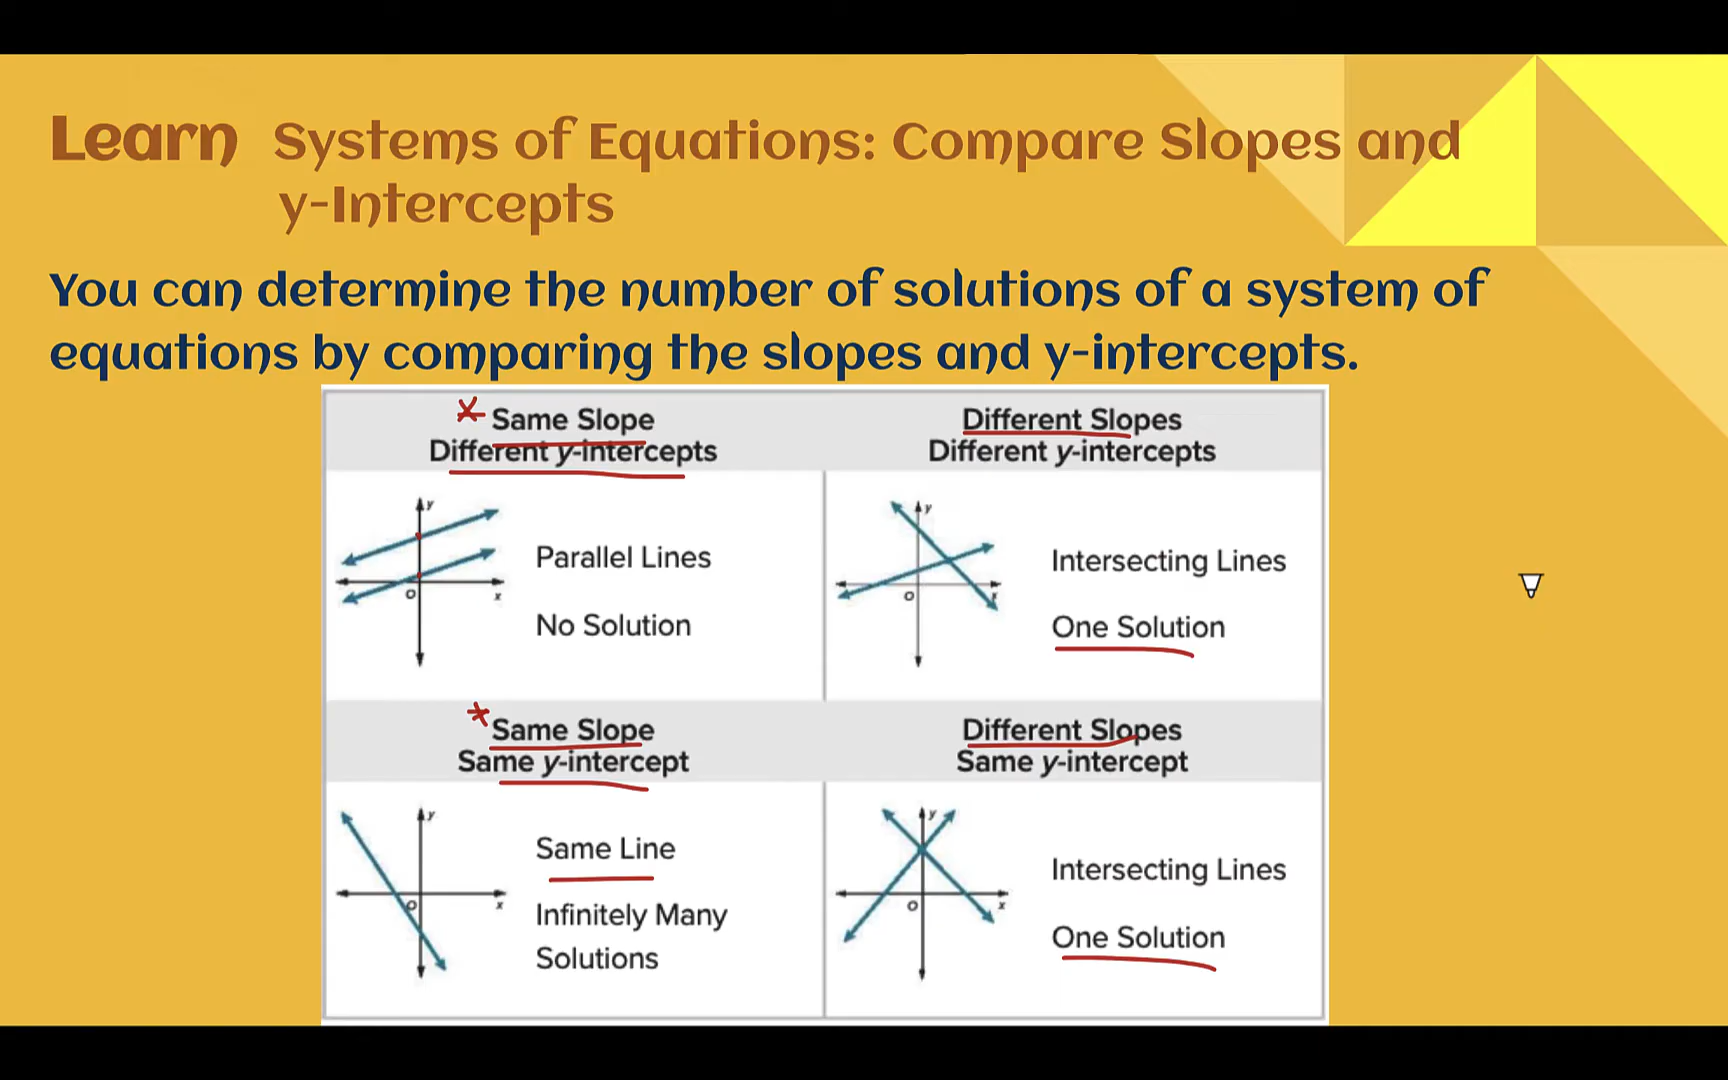 Learn Systems of Equations: Compare Slopes and
y-Intercepts
You can determine the number of solutions of a system of
equations by comparing the slopes and y-intercepts.
Same Slope
Different y-intercepts
y
O
x
Parallel Lines
No Solution
Different Slopes
Different y-intercepts
y
O
x
Intersecting Lines
One Solution
Same Slope
Same y-intercept
y
O
x
Same Line
Infinitely Many
Solutions
Different Slopes
Same y-intercept
y
O
x
Intersecting Lines
One Solution